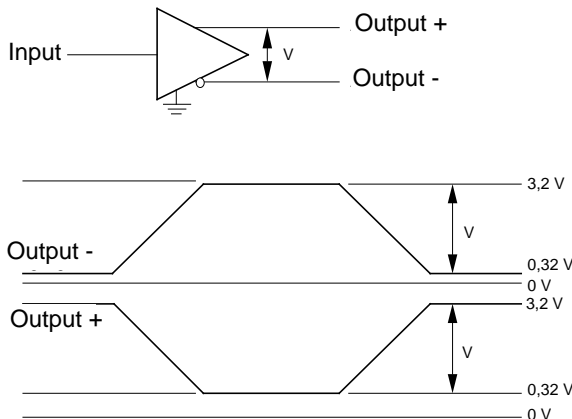 Output +
Input
V
Output -
3,2 V
V
Output -
0,32 V
0 V
3,2 V
Output +
V
0,32 V
0 V